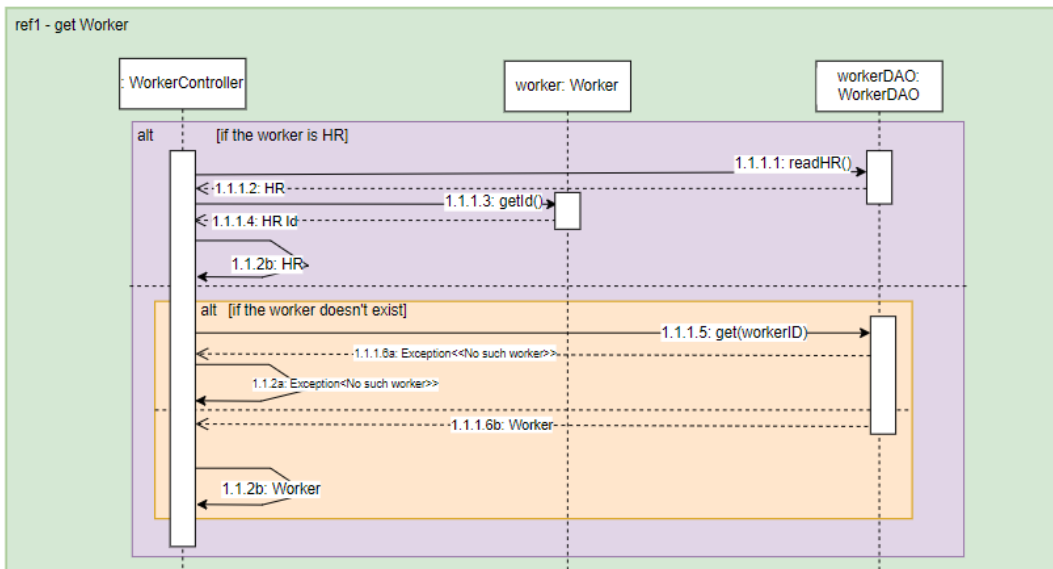 ref1 - get Worker
: WorkerController
worker: Worker
workerDAO:
WorkerDAO
alt
[if the worker is HR]
1.1.1.1: readHR()
1.1.1.2: HR
1.1.1.3: getId()
1.1.1.4: HR Id
1.1.2b: HR
alt
[if the worker doesn't exist]
1.1.1.5: get(workerID)
1.1.1.6a: Exception<<No such worker>>
1.1.2a: Exception<No such worker>>
1.1.1.6b: Worker
1.1.2b: Worker